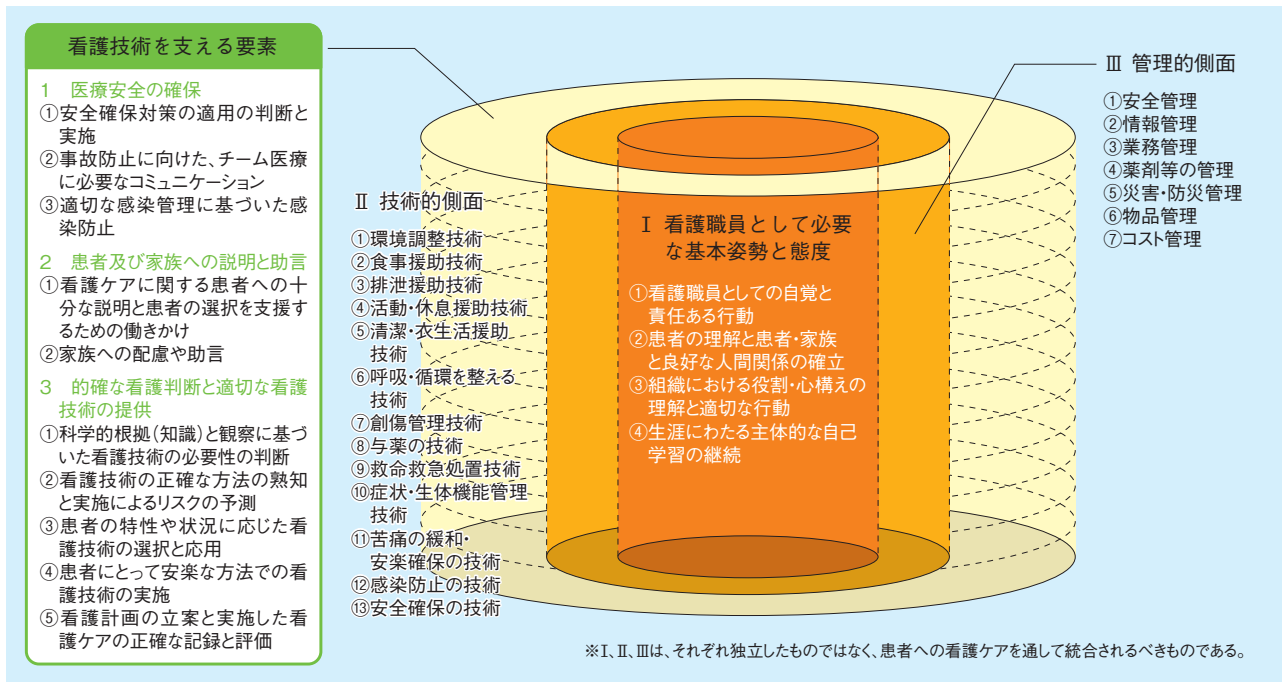 看護技術を支える要素
1 医療安全の確保
①安全確保対策の適用の判断と
実施
②事故防止に向けた、チーム医療
に必要なコミュニケーション
③適切な感染管理に基づいた感
染防止
2 患者及び家族への説明と助言
①看護ケアに関する患者への十
分な説明と患者の選択を支援す
るための働きかけ
②家族への配慮や助言
3 的確な看護判断と適切な看護
技術の提供
①科学的根拠(知識)と観察に基づ
いた看護技術の必要性の判断
②看護技術の正確な方法の熟知
と実施によるリスクの予測
③患者の特性や状況に応じた看
護技術の選択と応用
④患者にとって安楽な方法での看
護技術の実施
⑤看護計画の立案と実施した看
護ケアの正確な記録と評価
Ⅱ 技術的側面
①環境調整技術
②食事援助技術
③排泄援助技術
④活動・休息援助技術
⑤清潔・衣生活援助
技術
⑥呼吸・循環を整える
技術
⑦創傷管理技術
⑧与薬の技術
⑨救命救急処置技術
⑩症状・生体機能管理
技術
⑪苦痛の緩和・
安楽確保の技術
⑫感染防止の技術
⑬安全確保の技術
Ⅰ 看護職員として必要
な基本姿勢と態度
①看護職員としての自覚と
責任ある行動
②患者の理解と患者・家族
と良好な人間関係の確立
③組織における役割・心構えの
理解と適切な行動
④生涯にわたる主体的な自己
学習の継続
Ⅲ 管理的側面
①安全管理
②情報管理
③業務管理
④薬剤等の管理
⑤災害・防災管理
⑥物品管理
⑦コスト管理
※Ⅰ、Ⅱ、Ⅲは、それぞれ独立したものではなく、患者への看護ケアを通して統合されるべきものである。